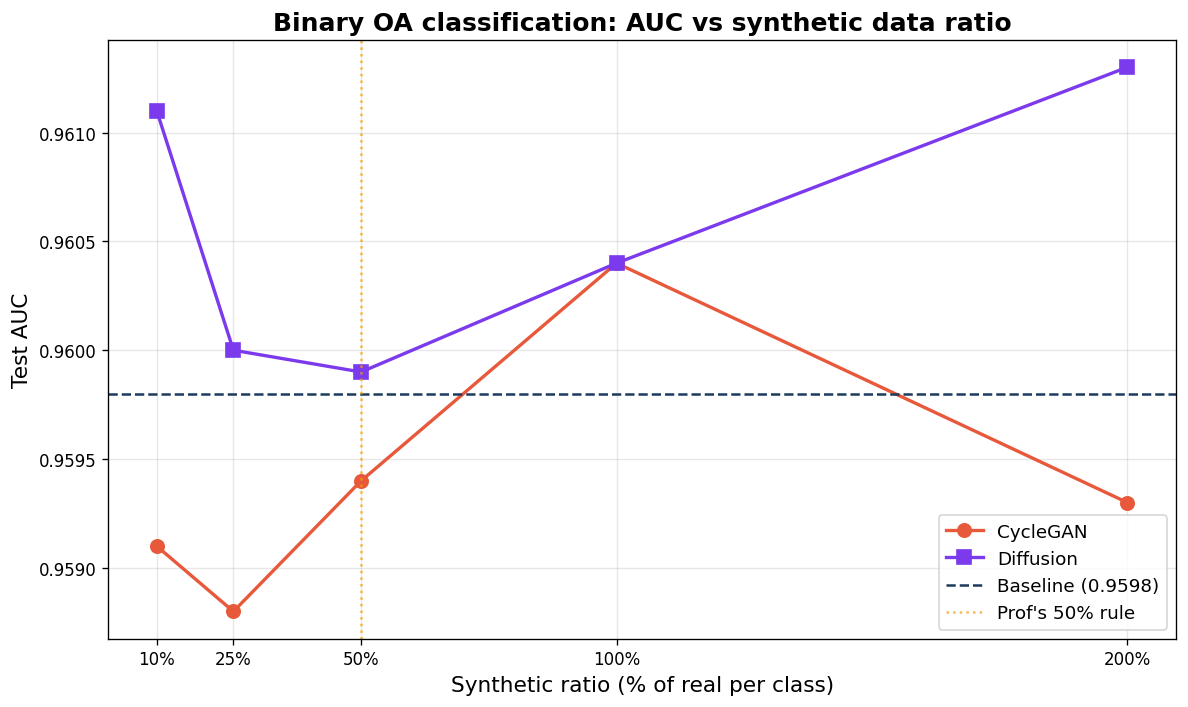 Binary OA classification: AUC vs synthetic data ratio
Test AUC
0.9610
0.9605
0.9600
0.9595
0.9590
CycleGAN
Diffusion
Baseline (0.9598)
Prof's 50% rule
10% 25% 50% 100% 200%
Synthetic ratio (% of real per class)